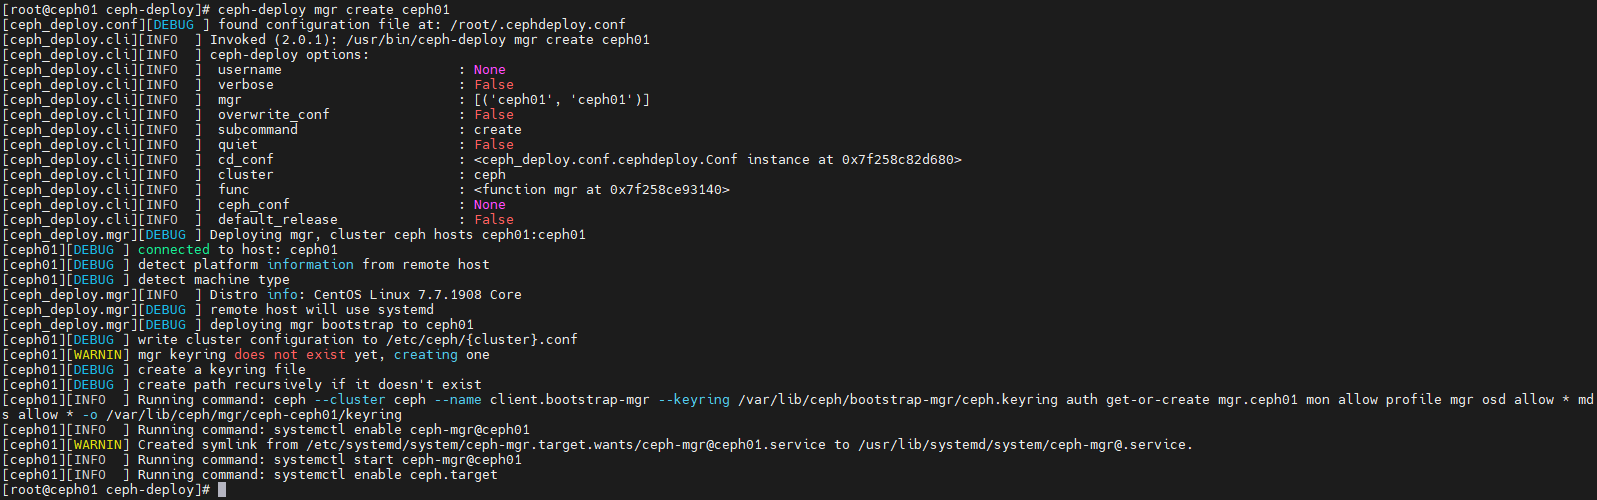 [root@ceph01 ceph-deploy]# ceph-deploy mgr create ceph01
[ceph_deploy.conf][DEBUG ] found configuration file at: /root/.cephdeploy.conf
[ceph_deploy.cli][INFO  ] Invoked (2.0.1): /usr/bin/ceph-deploy mgr create ceph01
[ceph_deploy.cli][INFO  ] ceph-deploy options:
[ceph_deploy.cli][INFO  ]  username                      : None
[ceph_deploy.cli][INFO  ]  verbose                       : False
[ceph_deploy.cli][INFO  ]  mgr                           : [('ceph01', 'ceph01')]
[ceph_deploy.cli][INFO  ]  overwrite_conf                : False
[ceph_deploy.cli][INFO  ]  subcommand                    : create
[ceph_deploy.cli][INFO  ]  quiet                         : False
[ceph_deploy.cli][INFO  ]  cd_conf                       : <ceph_deploy.conf.cephdeploy.Conf instance at 0x7f258c82d680>
[ceph_deploy.cli][INFO  ]  cluster                       : ceph
[ceph_deploy.cli][INFO  ]  func                          : <function mgr at 0x7f258ce93140>
[ceph_deploy.cli][INFO  ]  ceph_conf                     : None
[ceph_deploy.cli][INFO  ]  default_release               : False
[ceph_deploy.mgr][DEBUG ] Deploying mgr, cluster ceph hosts ceph01:ceph01
[ceph01][DEBUG ] connected to host: ceph01
[ceph01][DEBUG ] detect platform information from remote host
[ceph01][DEBUG ] detect machine type
[ceph_deploy.mgr][INFO  ] Distro info: CentOS Linux 7.7.1908 Core
[ceph_deploy.mgr][DEBUG ] remote host will use systemd
[ceph_deploy.mgr][DEBUG ] deploying mgr bootstrap to ceph01
[ceph01][DEBUG ] write cluster configuration to /etc/ceph/{cluster}.conf
[ceph01][WARNIN] mgr keyring does not exist yet, creating one
[ceph01][DEBUG ] create a keyring file
[ceph01][DEBUG ] create path recursively if it doesn't exist
[ceph01][INFO  ] Running command: ceph --cluster ceph --name client.bootstrap-mgr --keyring /var/lib/ceph/bootstrap-mgr/ceph.keyring auth get-or-create mgr.ceph01 mon allow profile mgr osd allow * md
s allow * -o /var/lib/ceph/mgr/ceph-ceph01/keyring
[ceph01][INFO  ] Running command: systemctl enable ceph-mgr@ceph01
[ceph01][WARNIN] Created symlink from /etc/systemd/system/ceph-mgr.target.wants/ceph-mgr@ceph01.service to /usr/lib/systemd/system/ceph-mgr@.service.
[ceph01][INFO  ] Running command: systemctl start ceph-mgr@ceph01
[ceph01][INFO  ] Running command: systemctl enable ceph.target
[root@ceph01 ceph-deploy]#